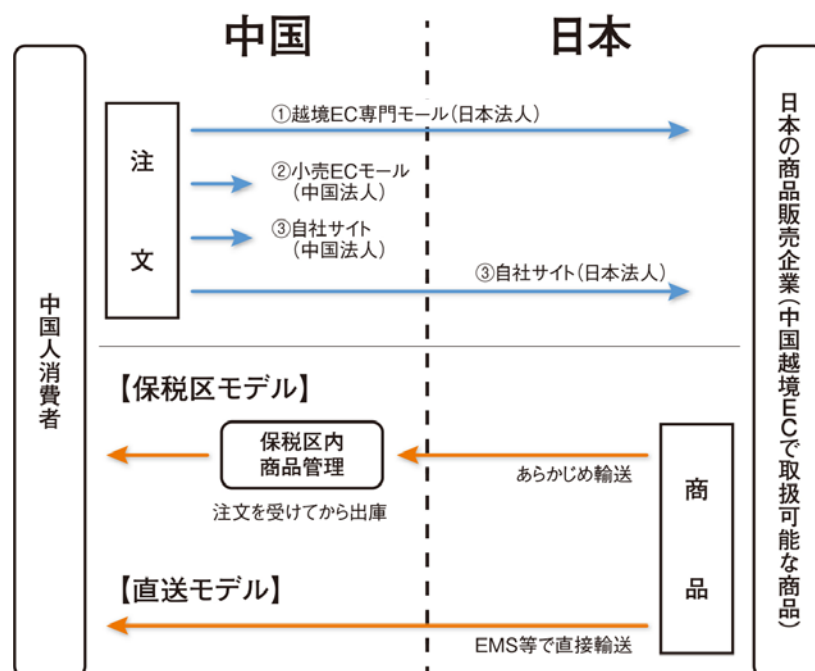 中国
日本
中国人消費者
注文
①越境EC専門モール(日本法人)
②小売ECモール
(中国法人)
③自社サイト
(中国法人)
③自社サイト(日本法人)
日本の商品販売企業(中国越境ECで取扱可能な商品)
【保税区モデル】
保税区内
商品管理
注文を受けてから出庫
あらかじめ輸送
商品
【直送モデル】
EMS等で直接輸送